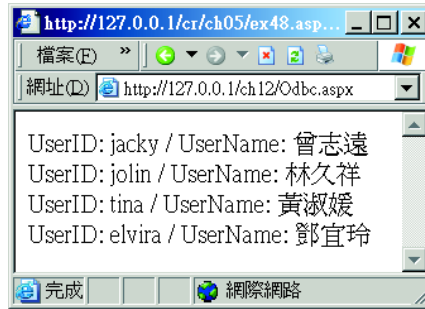 http://127.0.0.1/cr/ch05/ex48.asp...
檔案(F) »
網址(D) http://127.0.0.1/ch12/Odbc.aspx
UserID: jacky / UserName: 曾志遠
UserID: jolin / UserName: 林久祥
UserID: tina / UserName: 黃淑媛
UserID: elvira / UserName: 鄧宜玲
完成 網際網路